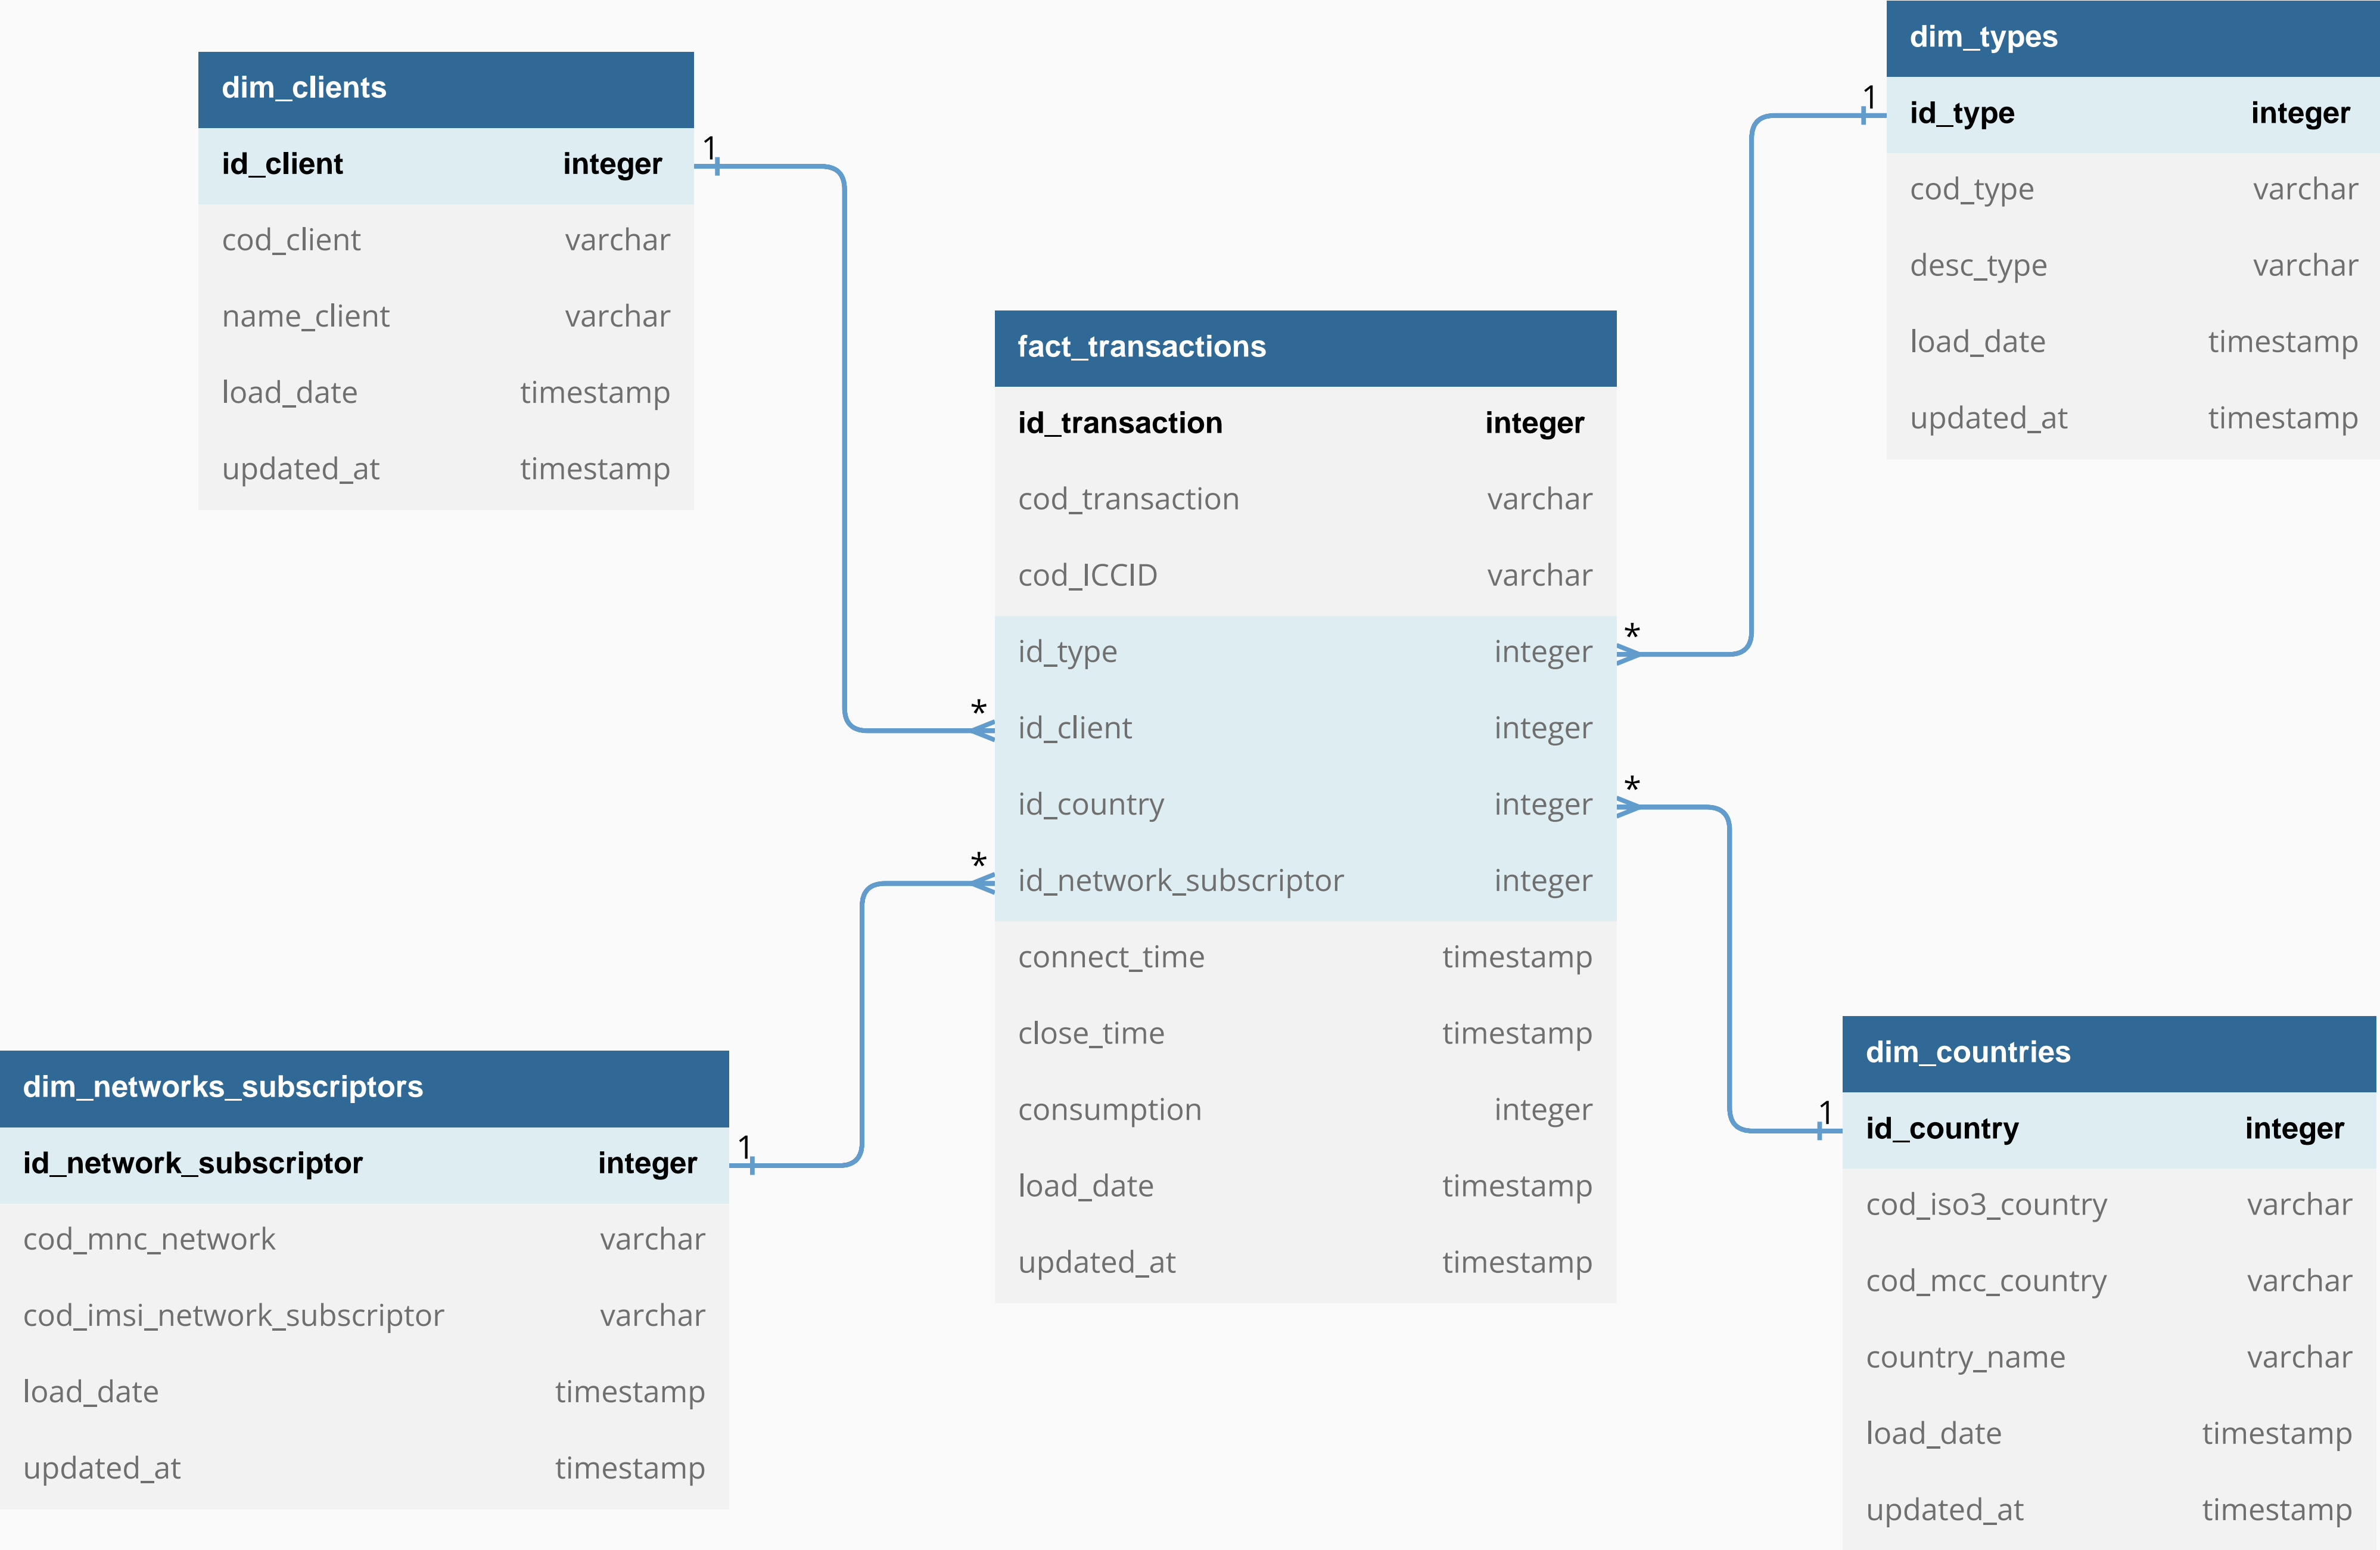 dim_clients
id_client integer
cod_client varchar
name_client varchar
load_date timestamp
updated_at timestamp
1
*
dim_types
id_type integer
cod_type varchar
desc_type varchar
load_date timestamp
updated_at timestamp
1
*
fact_transactions
id_transaction integer
cod_transaction varchar
cod_ICCID varchar
id_type integer
id_client integer
id_country integer
id_network_subscriptor integer
connect_time timestamp
close_time timestamp
consumption integer
load_date timestamp
updated_at timestamp
*
*
dim_networks_subscriptors
id_network_subscriptor integer
cod_mnc_network varchar
cod_imsi_network_subscriptor varchar
load_date timestamp
updated_at timestamp
1
dim_countries
id_country integer
cod_iso3_country varchar
cod_mcc_country varchar
country_name varchar
load_date timestamp
updated_at timestamp
1